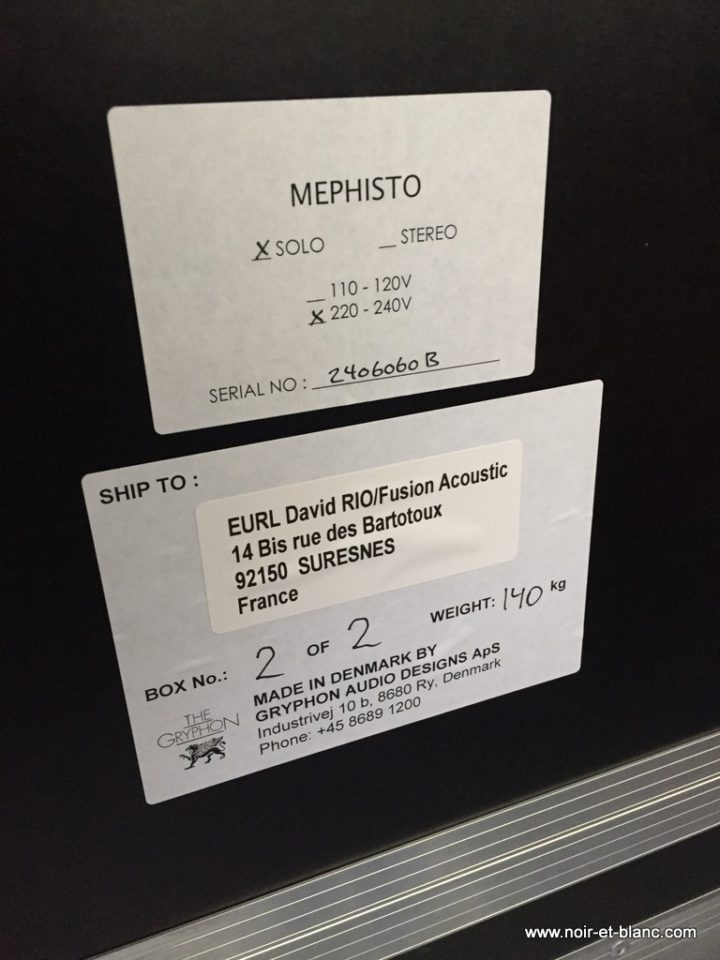 MEPHISTO
X SOLO __ STEREO
__ 110 - 120V
X 220 - 240V
SERIAL NO : 2406060B
SHIP TO :
EURL David RIO/Fusion Acoustic
14 Bis rue des Bartotoux
92150 SURESNES
France
BOX No.: 2 OF 2 WEIGHT: 140 kg
THE
GRYPHON
MADE IN DENMARK BY
GRYPHON AUDIO DESIGNS ApS
Industrivej 10 b, 8680 Ry, Denmark
Phone: +45 8689 1200
www.noir-et-blanc.com